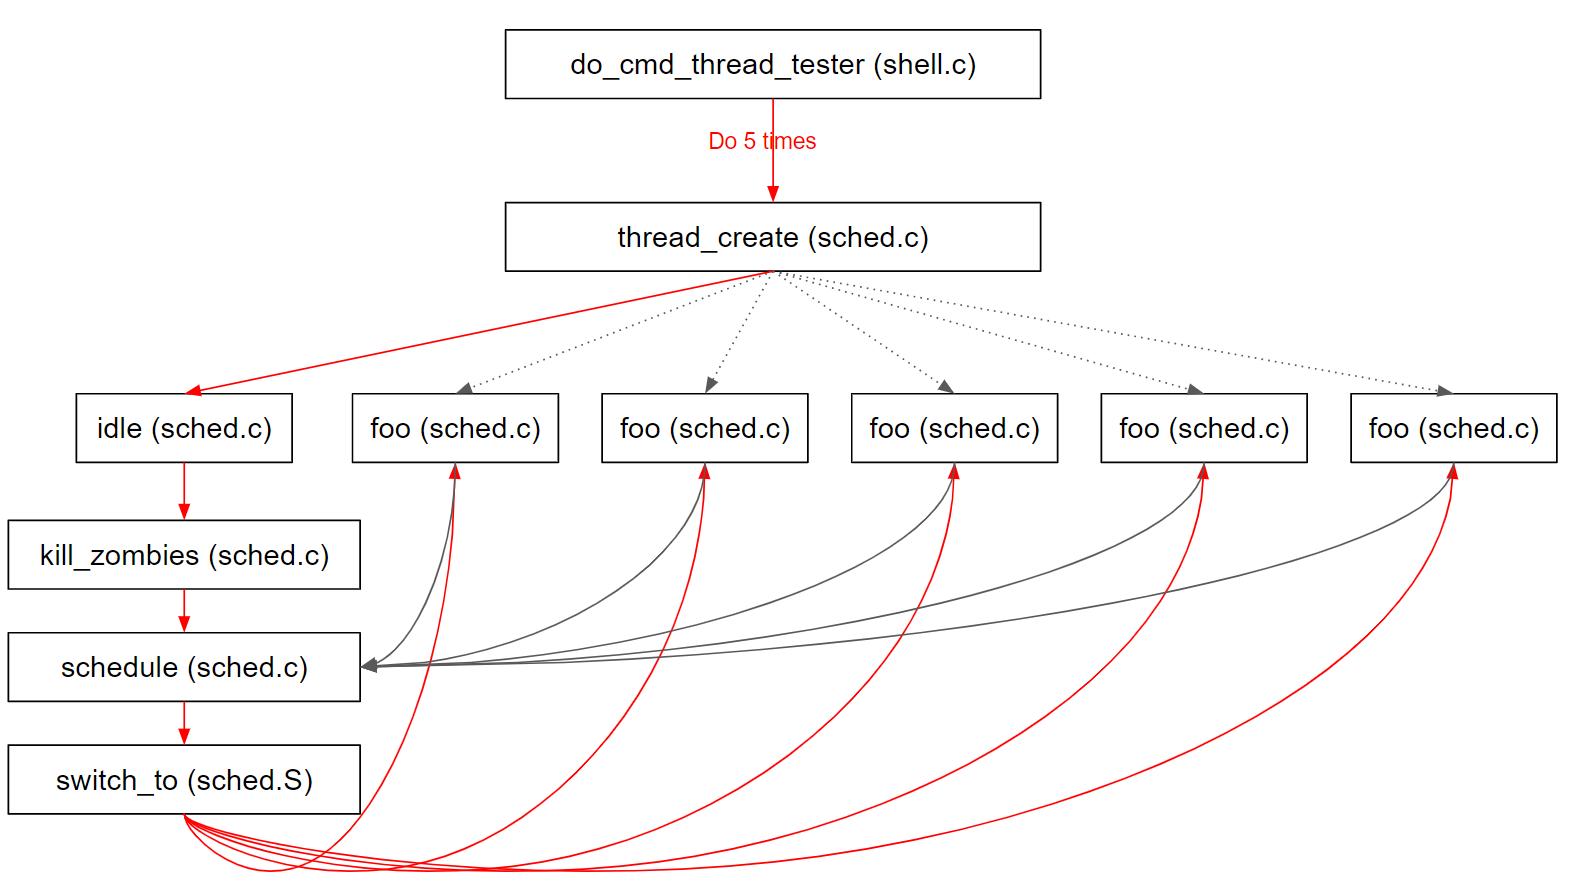 do_cmd_thread_tester (shell.c)
Do 5 times
thread_create (sched.c)
idle (sched.c)
foo (sched.c)
foo (sched.c)
foo (sched.c)
foo (sched.c)
foo (sched.c)
kill_zombies (sched.c)
schedule (sched.c)
switch_to (sched.S)